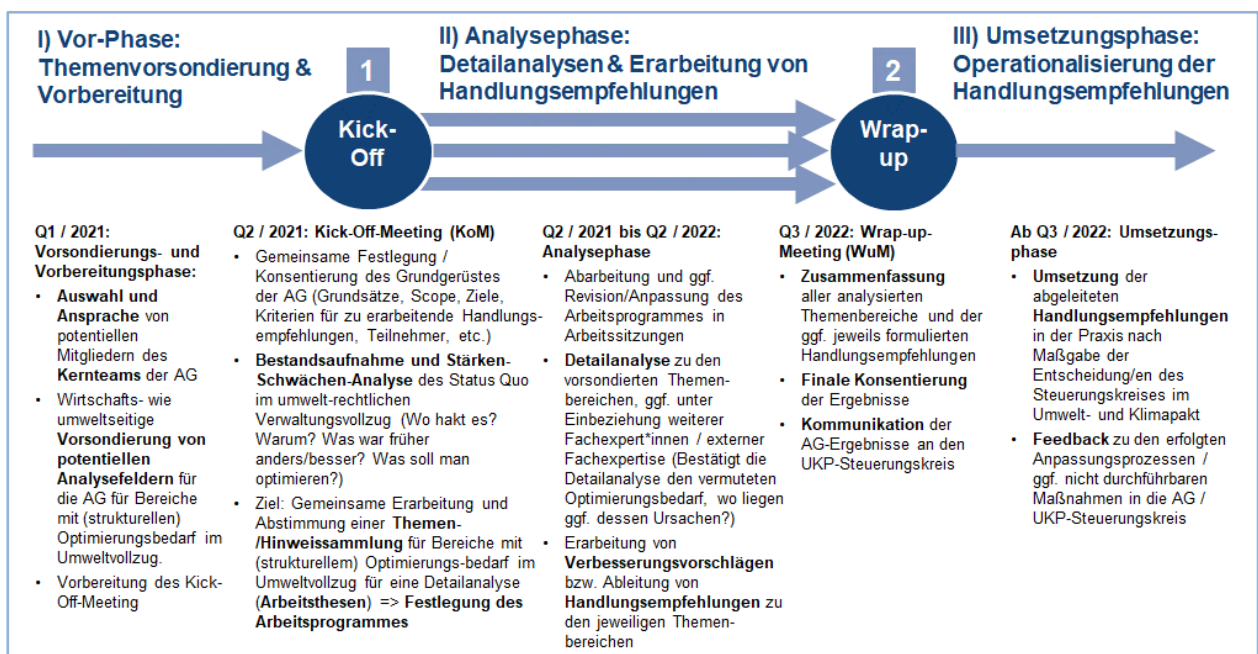 I) Vor-Phase:
Themenvorsondierung &
Vorbereitung
1
Kick-
Off
II) Analysephase:
Detailanalysen & Erarbeitung von
Handlungsempfehlungen
2
Wrap-
up
III) Umsetzungsphase:
Operationalisierung der
Handlungsempfehlungen
Q1 / 2021:
Vorsondierungs- und
Vorbereitungsphase:
• Auswahl und
Ansprache von
potentiellen
Mitgliedern des
Kernteams der AG
• Wirtschafts- wie
umweltseitige
Vorsondierung von
potentiellen
Analysefeldern für
die AG für Bereiche
mit (strukturellen)
Optimierungsbedarf im
Umweltvollzug.
• Vorbereitung des Kick-
Off-Meeting
Q2 / 2021: Kick-Off-Meeting (KoM)
• Gemeinsame Festlegung /
Konsentierung des Grundgerüstes
der AG (Grundsätze, Scope, Ziele,
Kriterien für zu erarbeitende Handlungs-
empfehlungen, Teilnehmer, etc.)
• Bestandsaufnahme und Stärken-
Schwächen-Analyse des Status Quo
im umwelt-rechtlichen
Verwaltungsvollzug (Wo hakt es?
Warum? Was war früher
anders/besser? Was soll man
optimieren?)
• Ziel: Gemeinsame Erarbeitung und
Abstimmung einer Themen-
/Hinweissammlung für Bereiche mit
(strukturellem) Optimierungs-bedarf im
Umweltvollzug für eine Detailanalyse
(Arbeitsthesen) => Festlegung des
Arbeitsprogrammes
Q2 / 2021 bis Q2 / 2022:
Analysephase
• Abarbeitung und ggf.
Revision/Anpassung des
Arbeitsprogrammes in
Arbeitssitzungen
• Detailanalyse zu den
vorsondierten Themen-
bereichen, ggf. unter
Einbeziehung weiterer
Fachexpert*innen / externer
Fachexpertise (Bestätigt die
Detailanalyse den vermuteten
Optimierungsbedarf, wo liegen
ggf. dessen Ursachen?)
• Erarbeitung von
Verbesserungsvorschlägen
bzw. Ableitung von
Handlungsempfehlungen zu
den jeweiligen Themen-
bereichen
Q3 / 2022: Wrap-up-
Meeting (WuM)
• Zusammenfassung
aller analysierten
Themenbereiche und der
ggf. jeweils formulierten
Handlungsempfehlungen
• Finale Konsentierung
der Ergebnisse
• Kommunikation der
AG-Ergebnisse an den
UKP-Steuerungskreis
Ab Q3 / 2022: Umsetzungs-
phase
• Umsetzung der
abgeleiteten
Handlungsempfehlungen
in der Praxis nach
Maßgabe der
Entscheidung/en des
Steuerungskreises im
Umwelt- und Klimapakt
• Feedback zu den erfolgten
Anpassungsprozessen /
ggf. nicht durchführbaren
Maßnahmen in die AG /
UKP-Steuerungskreis